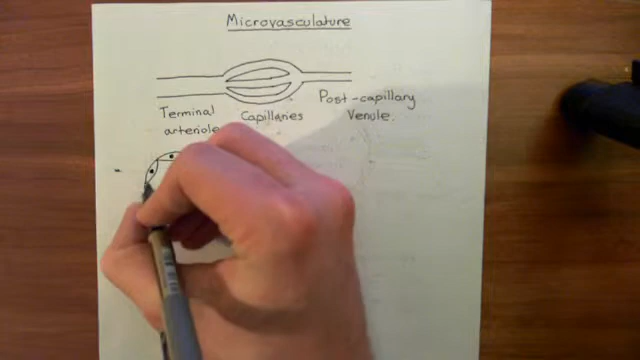 Microvasculature
Terminal
arteriole
Capillaries
Post-capillary
Venule.